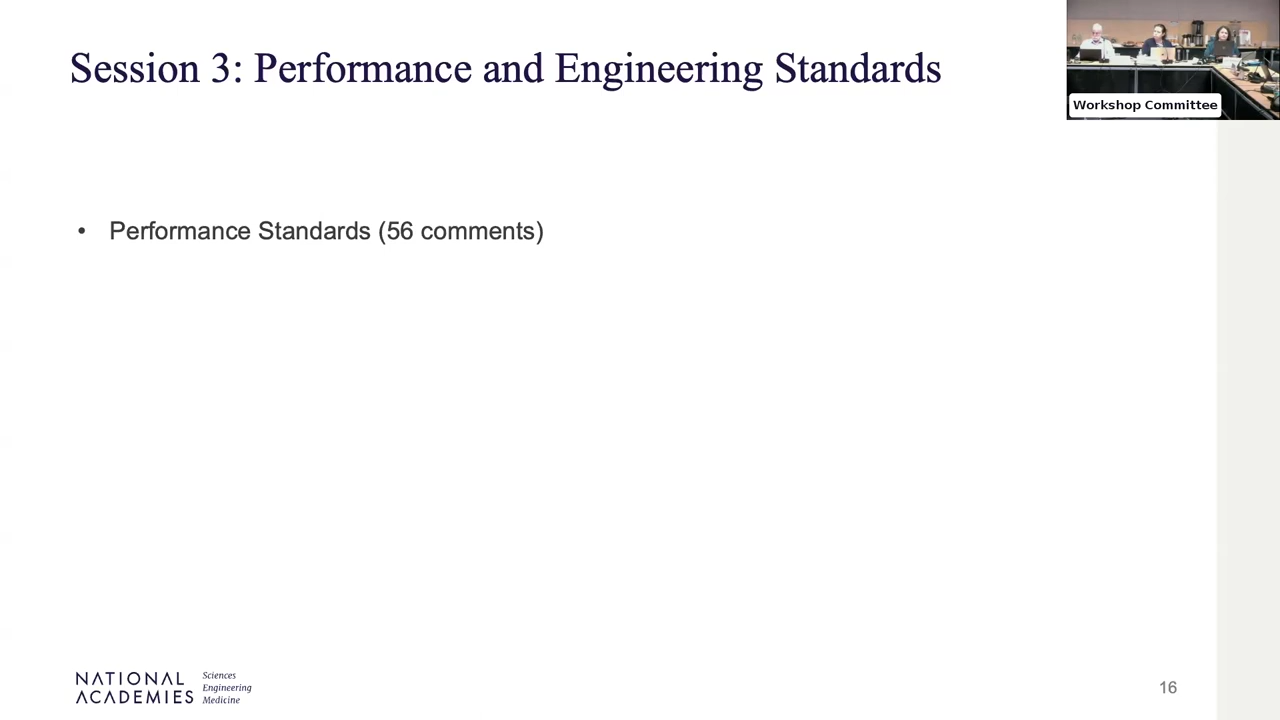 Session 3: Performance and Engineering Standards
Workshop Committee
• Performance Standards (56 comments)
NATIONAL ACADEMIES
Sciences
Engineering
Medicine
16